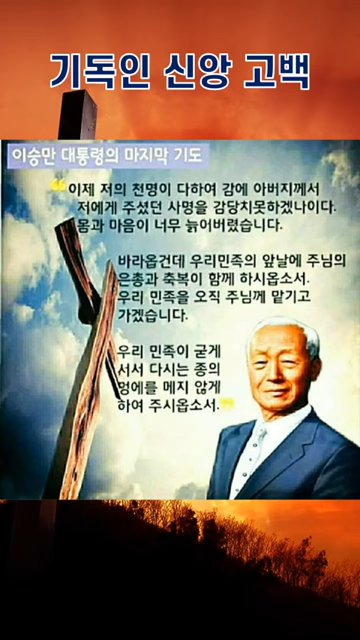 기독인 신앙 고백
이승만 대통령의 마지막 기도
"이제 저의 천명이 다하여 감에 아버지께서
저에게 주셨던 사명을 감당치못하겠나이다.
몸과 마음이 너무 늙어버렸습니다.
바라옵건데 우리민족의 앞날에 주님의
은총과 축복이 함께 하시옵소서.
우리 민족을 오직 주님께 맡기고
가겠습니다.
우리 민족이 굳게
서서 다시는 종의
멍에를 메지 않게
하여 주시옵소서."